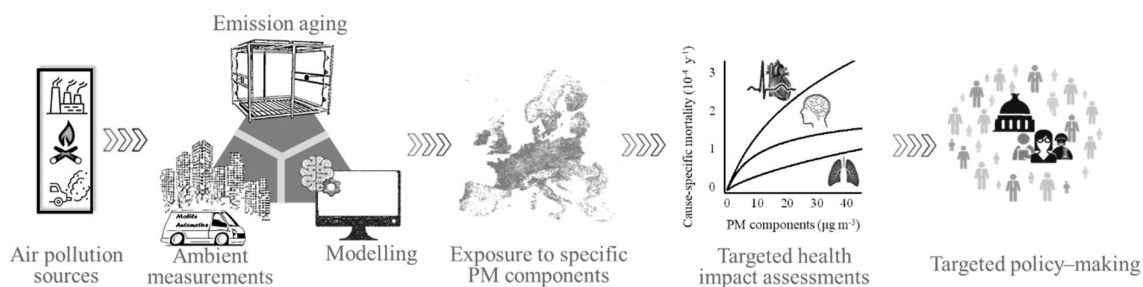 Emission aging
Mobile
Automotive
Air pollution
sources
Ambient
measurements
Modelling
Exposure to specific
PM components
Cause-specific mortality (10⁻⁴ y⁻¹)
3
2
1
0
0 10 20 30 40
PM components (µg m⁻³)
Targeted health
impact assessments
Targeted policy–making